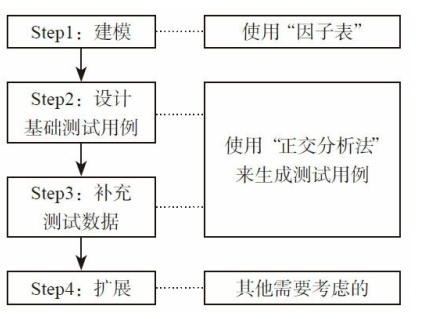 Step1：建模
使用“因子表”
Step2：设计
基础测试用例
使用“正交分析法”
来生成测试用例
Step3：补充
测试数据
Step4：扩展
其他需要考虑的